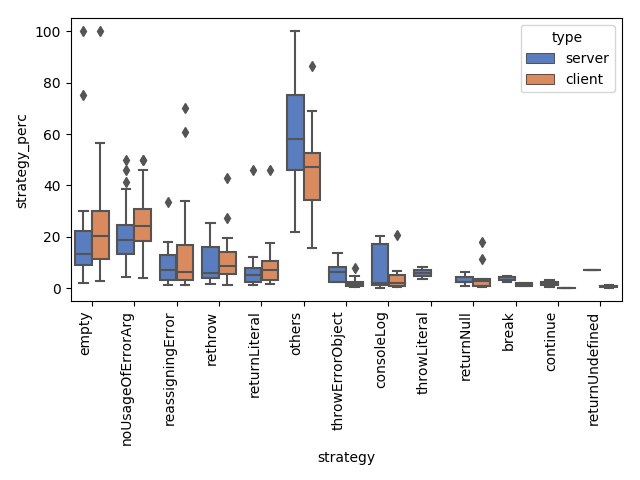 100
80
60
40
20
0
strategy_perc
type
server
client
empty
noUsageOfErrorArg
reassigningError
rethrow
returnLiteral
others
throwErrorObject
consoleLog
throwLiteral
returnNull
break
continue
returnUndefined
strategy